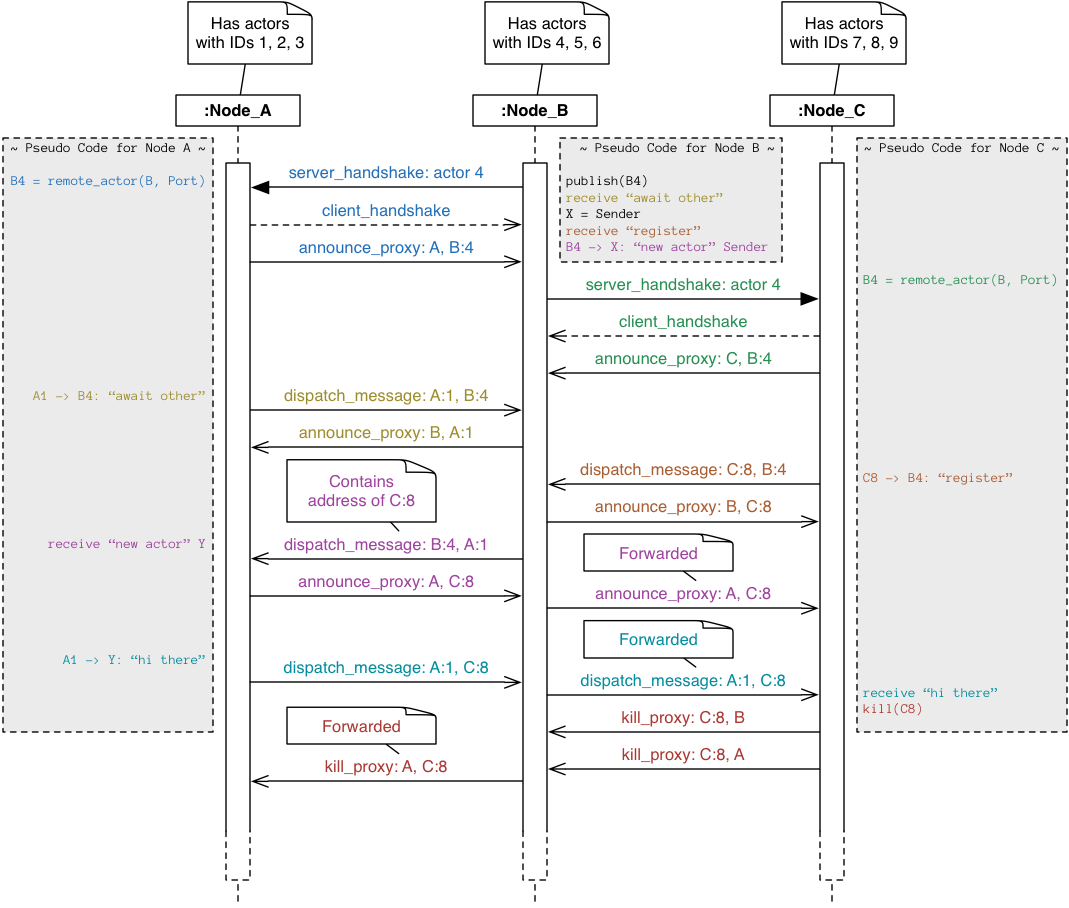 Has actors
with IDs 1, 2, 3
Has actors
with IDs 4, 5, 6
Has actors
with IDs 7, 8, 9
:Node_A
:Node_B
:Node_C
~ Pseudo Code for Node A ~
B4 = remote_actor(B, Port)
A1 -> B4: “await other”
receive “new actor” Y
A1 -> Y: “hi there”
server_handshake: actor 4
client_handshake
announce_proxy: A, B:4
~ Pseudo Code for Node B ~
publish(B4)
receive “await other”
X = Sender
receive “register”
B4 -> X: “new actor” Sender
~ Pseudo Code for Node C ~
B4 = remote_actor(B, Port)
C8 -> B4: “register”
receive “hi there”
kill(C8)
server_handshake: actor 4
client_handshake
announce_proxy: C, B:4
dispatch_message: A:1, B:4
announce_proxy: B, A:1
dispatch_message: C:8, B:4
announce_proxy: B, C:8
Contains
address of C:8
dispatch_message: B:4, A:1
announce_proxy: A, C:8
Forwarded
announce_proxy: A, C:8
Forwarded
dispatch_message: A:1, C:8
dispatch_message: A:1, C:8
kill_proxy: C:8, B
Forwarded
kill_proxy: C:8, A
kill_proxy: A, C:8